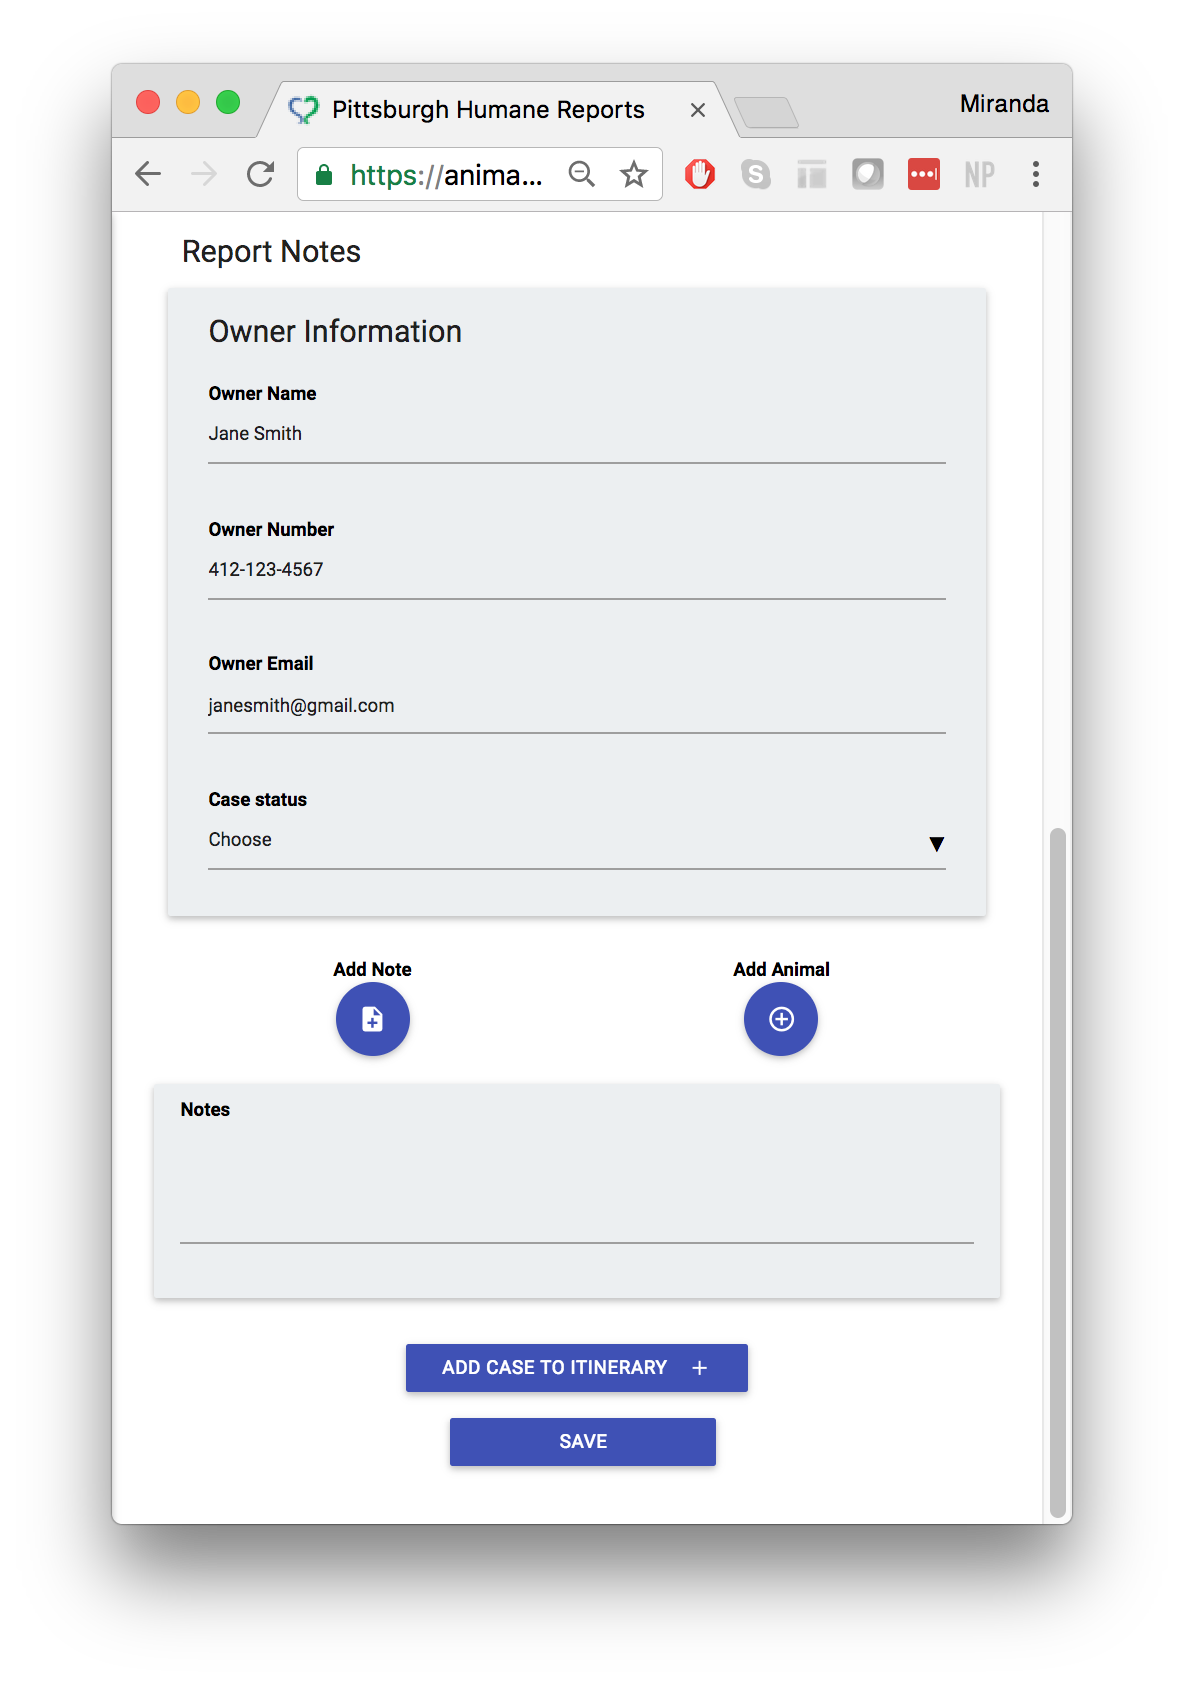 Pittsburgh Humane Reports
Miranda
https://anima...
S
NP
Report Notes
Owner Information
Owner Name
Jane Smith
Owner Number
412-123-4567
Owner Email
janesmith@gmail.com
Case status
Choose
Add Note
Add Animal
Notes
ADD CASE TO ITINERARY +
SAVE